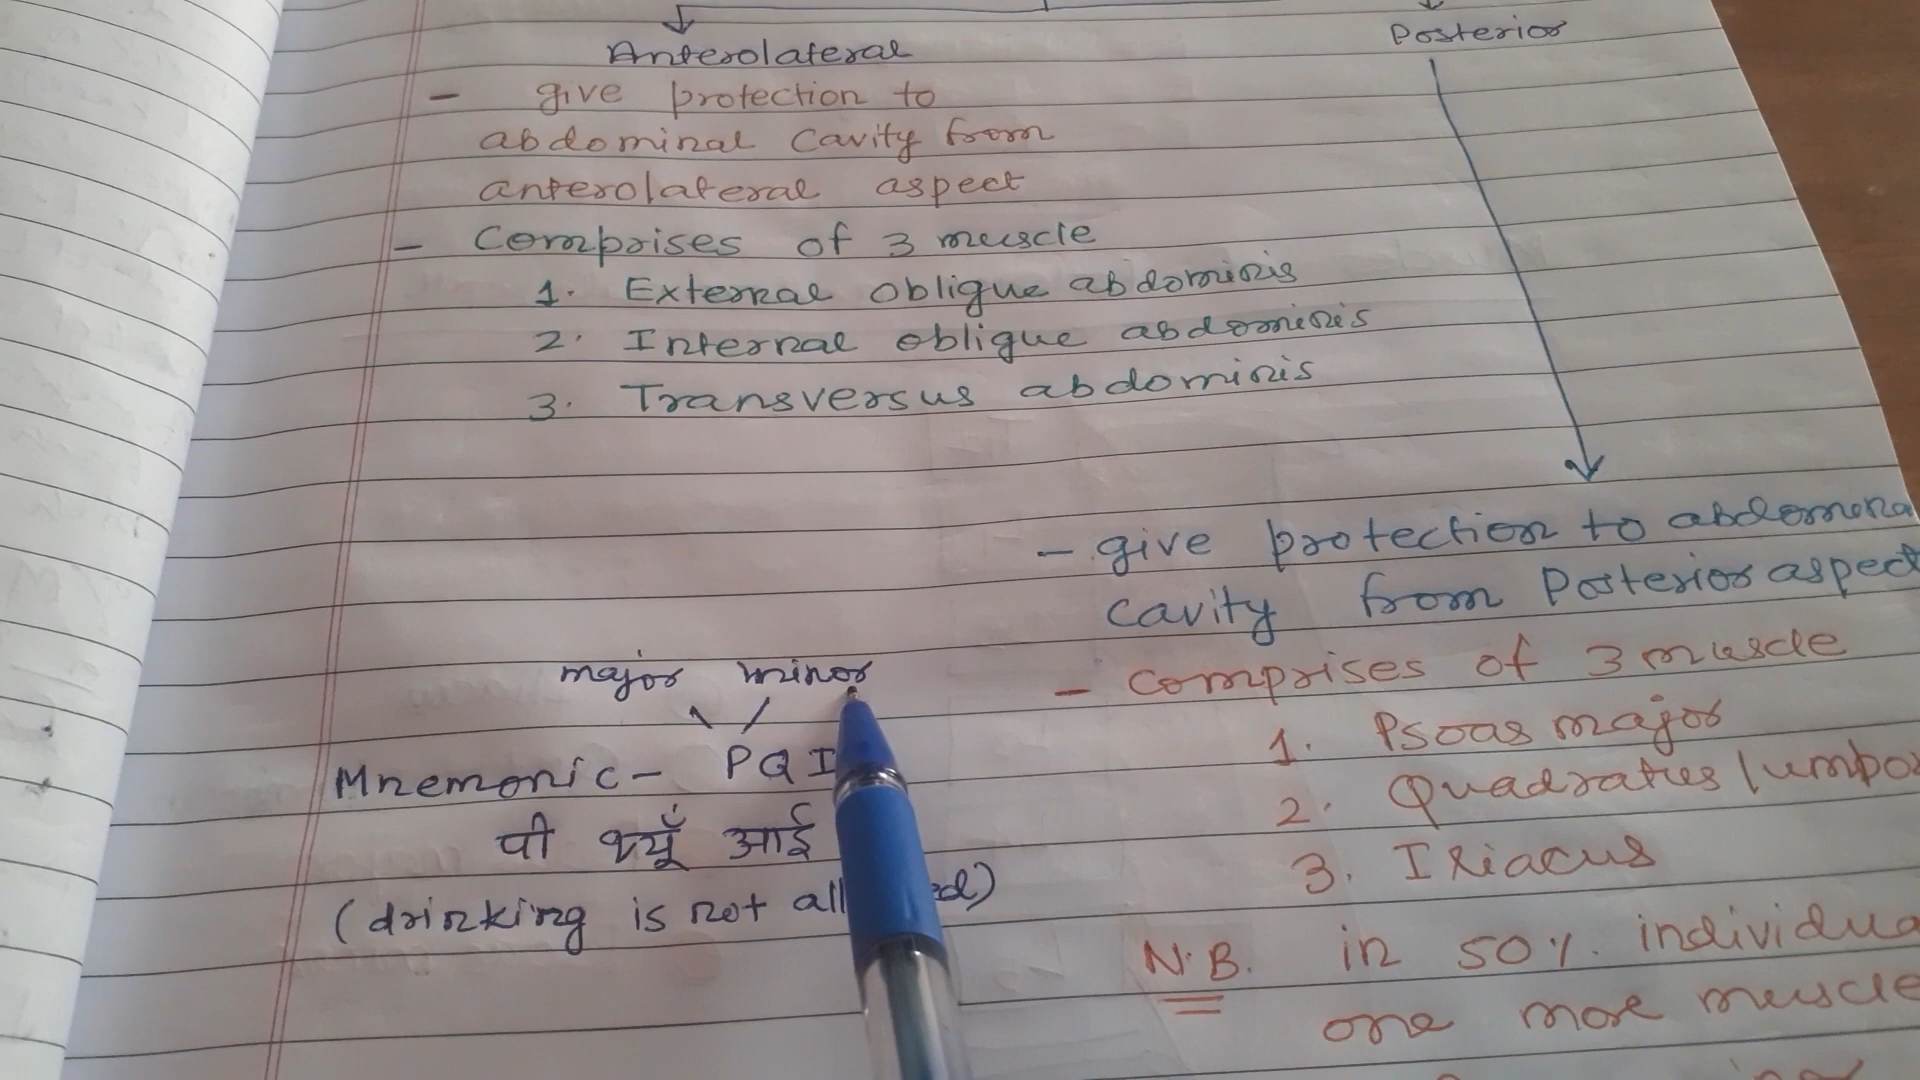 Anterolateral
- give protection to
abdominal cavity from
anterolateral aspect
- Comprises of 3 muscle
1. External oblique abdominis
2. Internal oblique abdominis
3. Transversus abdominis
Posterior
- give protection to abdomina
cavity from Posterior aspect
- comprises of 3 muscle
1. Psoas major
2. Quadratus lumbo
3. Iliacus
N.B. in 50%. individua
one more muscle
major minor
Mnemonic - PQI
पी क्यूँ आई
(drinking is not all ed)